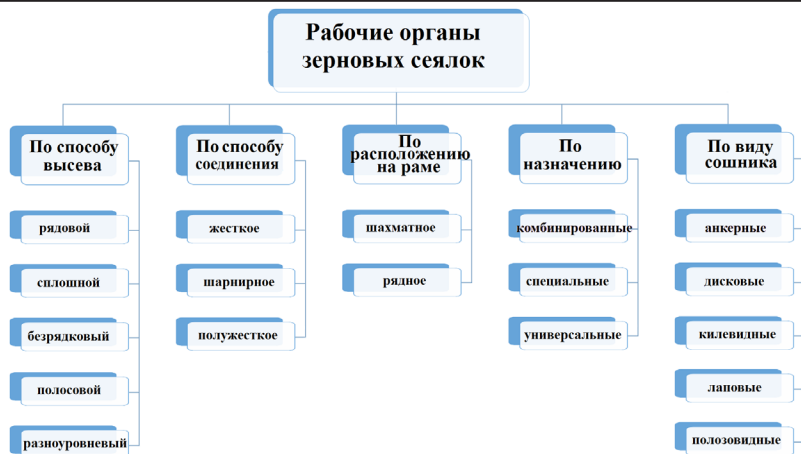 Рабочие органы
зерновых сеялок
По способу
высева
рядовой
сплошной
безрядковый
полосовой
разноуровневый
По способу
соединения
жесткое
шарнирное
полужесткое
По
расположению
на раме
шахматное
рядное
По
назначению
комбинированные
специальные
универсальные
По виду
сошника
анкерные
дисковые
килевидные
лаповые
полозовидные